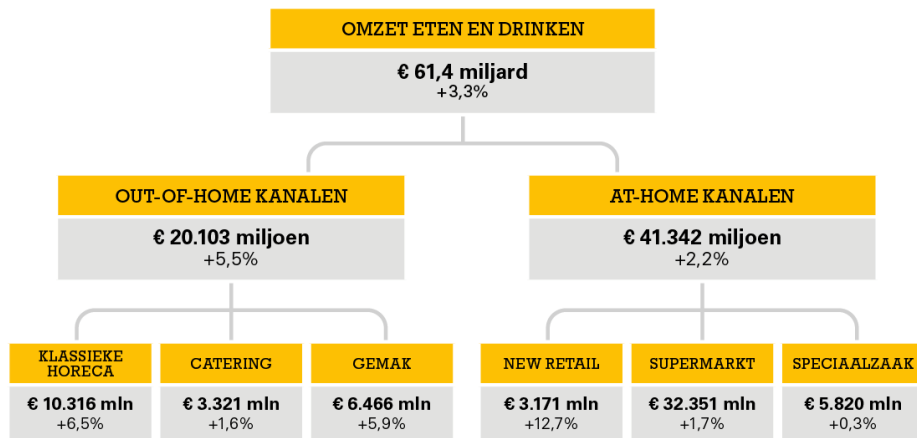 OMZET ETEN EN DRINKEN
€ 61,4 miljard
+3,3%
OUT-OF-HOME KANALEN
€ 20.103 miljoen
+5,5%
AT-HOME KANALEN
€ 41.342 miljoen
+2,2%
KLASSIEKE
HORECA
€ 10.316 mln
+6,5%
CATERING
€ 3.321 mln
+1,6%
GEMAK
€ 6.466 mln
+5,9%
NEW RETAIL
€ 3.171 mln
+12,7%
SUPERMARKT
€ 32.351 mln
+1,7%
SPECIAALZAAK
€ 5.820 mln
+0,3%